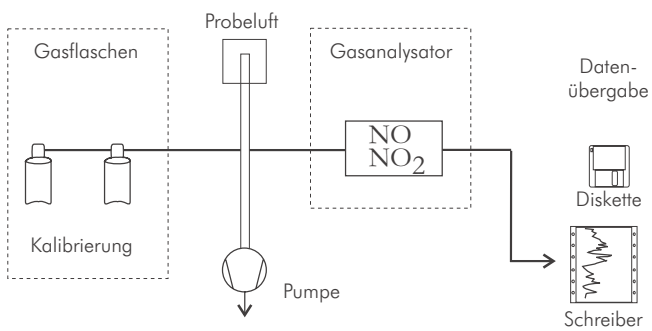 Probeluft
Gasflaschen
Gasanalysator
Daten-
übergabe
NO
NO2
Diskette
Kalibrierung
Pumpe
Schreiber